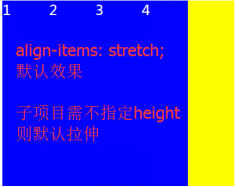 1 2 3 4
align-items: stretch;
默认效果
子项目需不指定height
则默认拉伸